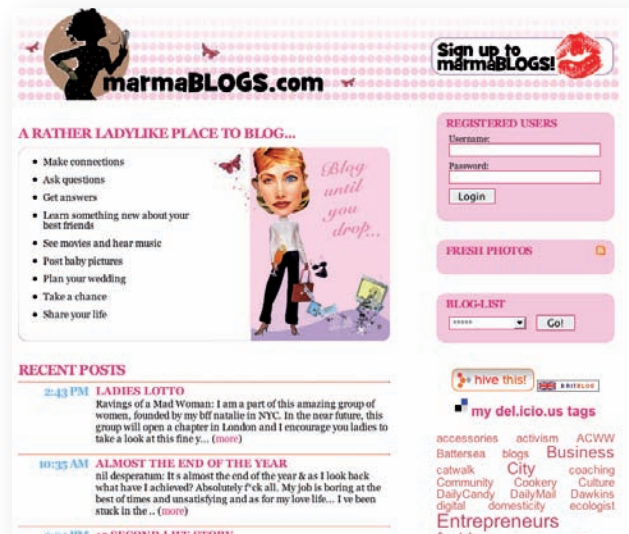 marmaBLOGS.com
Sign up to
marmaBLOGS!
A RATHER LADYLIKE PLACE TO BLOG...
Make connections
Ask questions
Get answers
Learn something new about your
best friends
See movies and hear music
Post baby pictures
Plan your wedding
Take a chance
Share your life
Blog
until
you
drop...
RECENT POSTS
2:43 PM LADIES LOTTO
Ravings of a Mad Woman: I am a part of this amazing group of
women, founded by my bff natalie in NYC. In the near future, this
group will open a chapter in London and I encourage you ladies to
take a look at this fine y... (more)
10:35 AM ALMOST THE END OF THE YEAR
nil desperatum: It s almost the end of the year & as I look back
what have I achieved? Absolutely f*ck all. My job is boring at the
best of times and unsatisfying and as for my love life... I ve been
stuck in the .. (more)
REGISTERED USERS
Username:
Password:
Login
FRESH PHOTOS
BLOG-LIST
***** Go!
hive this! BRITBLOG
my del.icio.us tags
accessories activism ACWW
Battersea blogs Business
catwalk City coaching
Community Cookery Culture
DailyCandy DailyMail Dawkins
digital domesticity ecologist
Entrepreneurs